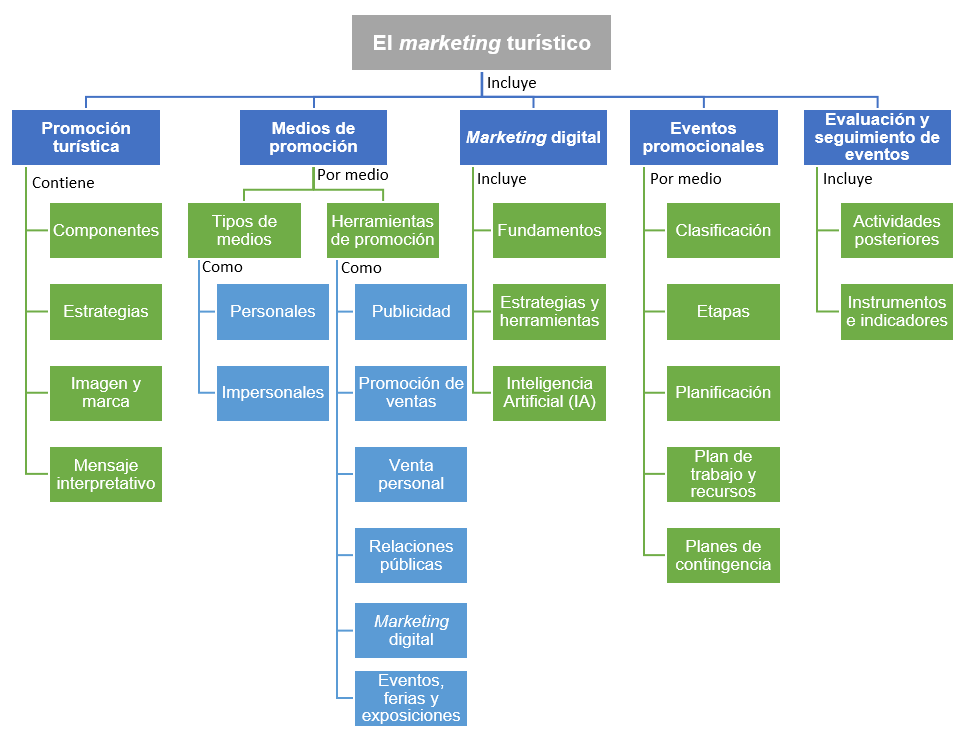 El marketing turístico
Incluye
Promoción
turística
Contiene
Componentes
Estrategias
Imagen y
marca
Mensaje
interpretativo
Medios de
promoción
Por medio
Tipos de
medios
Como
Personales
Impersonales
Herramientas
de promoción
Como
Publicidad
Promoción de
ventas
Venta
personal
Relaciones
públicas
Marketing
digital
Eventos,
ferias y
exposiciones
Marketing digital
Incluye
Fundamentos
Estrategias y
herramientas
Inteligencia
Artificial (IA)
Eventos
promocionales
Por medio
Clasificación
Etapas
Planificación
Plan de
trabajo y
recursos
Planes de
contingencia
Evaluación y
seguimiento de
eventos
Incluye
Actividades
posteriores
Instrumentos
e indicadores